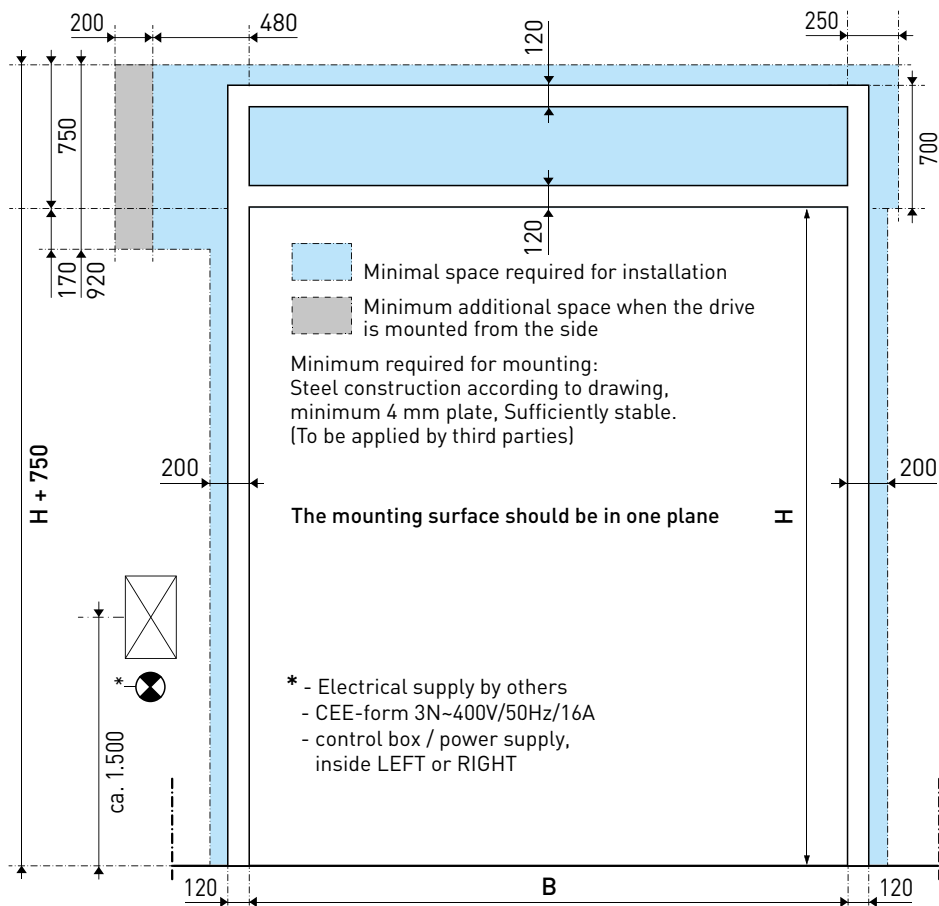 200
480
120
250
750
700
170
920
120
Minimal space required for installation
Minimum additional space when the drive
is mounted from the side
Minimum required for mounting:
Steel construction according to drawing,
minimum 4 mm plate, Sufficiently stable.
(To be applied by third parties)
200
200
H + 750
The mounting surface should be in one plane
H
* - Electrical supply by others
- CEE-form 3N~400V/50Hz/16A
- control box / power supply,
inside LEFT or RIGHT
*
ca. 1.500
120
B
120